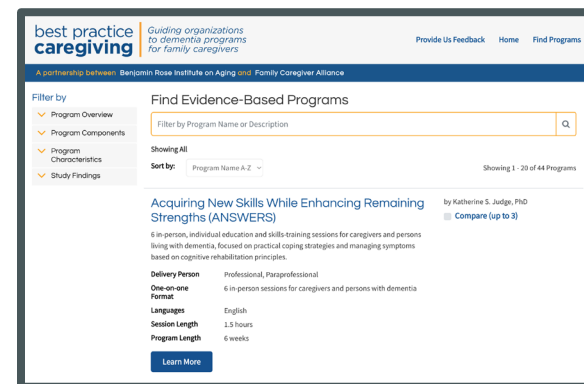 best practice
caregiving
Guiding organizations
to dementia programs
for family caregivers
Provide Us Feedback Home Find Programs
A partnership between Benjamin Rose Institute on Aging and Family Caregiver Alliance
Filter by
Program Overview
Program Components
Program
Characteristics
Study Findings
Find Evidence-Based Programs
Filter by Program Name or Description
Showing All
Sort by: Program Name A-Z
Showing 1 - 20 of 44 Programs
Acquiring New Skills While Enhancing Remaining
Strengths (ANSWERS)
by Katherine S. Judge, PhD
Compare (up to 3)
6 in-person, individual education and skills-training sessions for caregivers and persons
living with dementia, focused on practical coping strategies and managing symptoms
based on cognitive rehabilitation principles.
Delivery Person Professional, Paraprofessional
One-on-one
Format
6 in-person sessions for caregivers and persons with dementia
Languages English
Session Length 1.5 hours
Program Length 6 weeks
Learn More